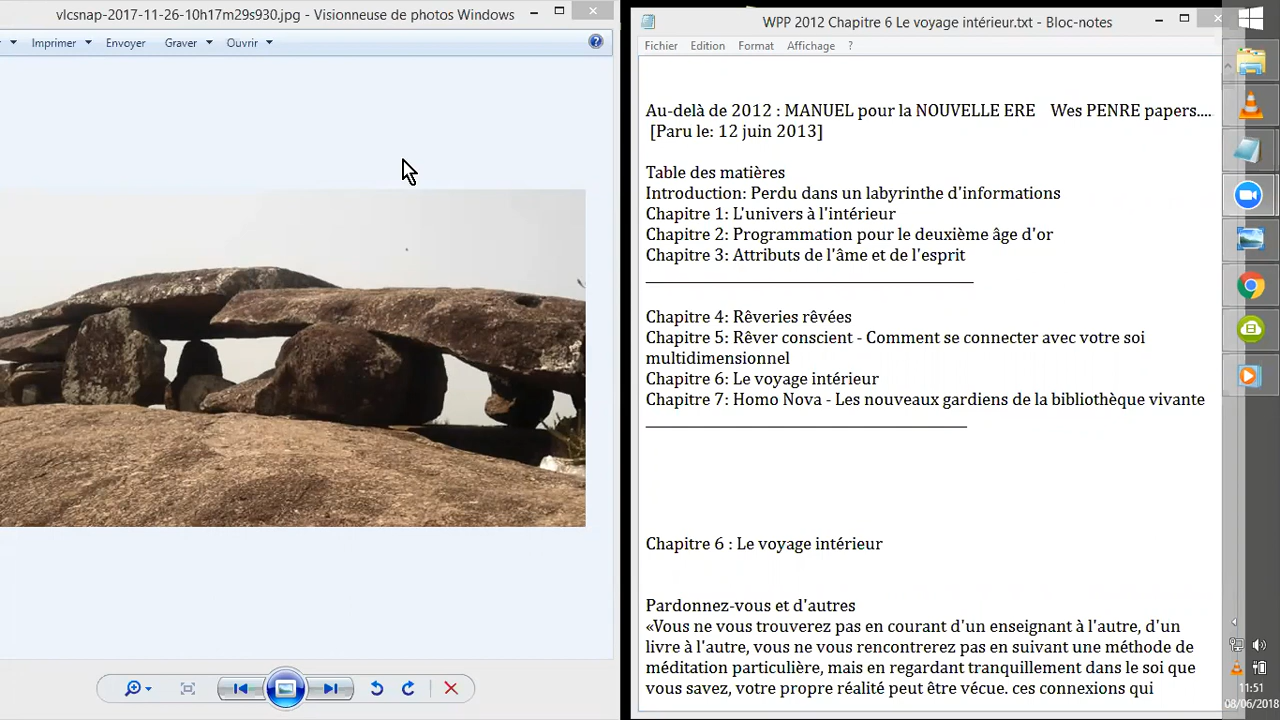 vlcsnap-2017-11-26-10h17m29s930.jpg - Visionneuse de photos Windows
Imprimer Envoyer Graver Ouvrir
WPP 2012 Chapitre 6 Le voyage intérieur.txt - Bloc-notes
Fichier Edition Format Affichage ?
Au-delà de 2012 : MANUEL pour la NOUVELLE ERE Wes PENRE papers....
[Paru le: 12 juin 2013]
Table des matières
Introduction: Perdu dans un labyrinthe d'informations
Chapitre 1: L'univers à l'intérieur
Chapitre 2: Programmation pour le deuxième âge d'or
Chapitre 3: Attributs de l'âme et de l'esprit
Chapitre 4: Rêveries rêvées
Chapitre 5: Rêver conscient - Comment se connecter avec votre soi
multidimensionnel
Chapitre 6: Le voyage intérieur
Chapitre 7: Homo Nova - Les nouveaux gardiens de la bibliothèque vivante
Chapitre 6 : Le voyage intérieur
Pardonnez-vous et d'autres
«Vous ne vous trouverez pas en courant d'un enseignant à l'autre, d'un
livre à l'autre, vous ne vous rencontrerez pas en suivant une méthode de
méditation particulière, mais en regardant tranquillement dans le soi que
vous savez, votre propre réalité peut être vécue. ces connexions qui
11:51
08/06/2018